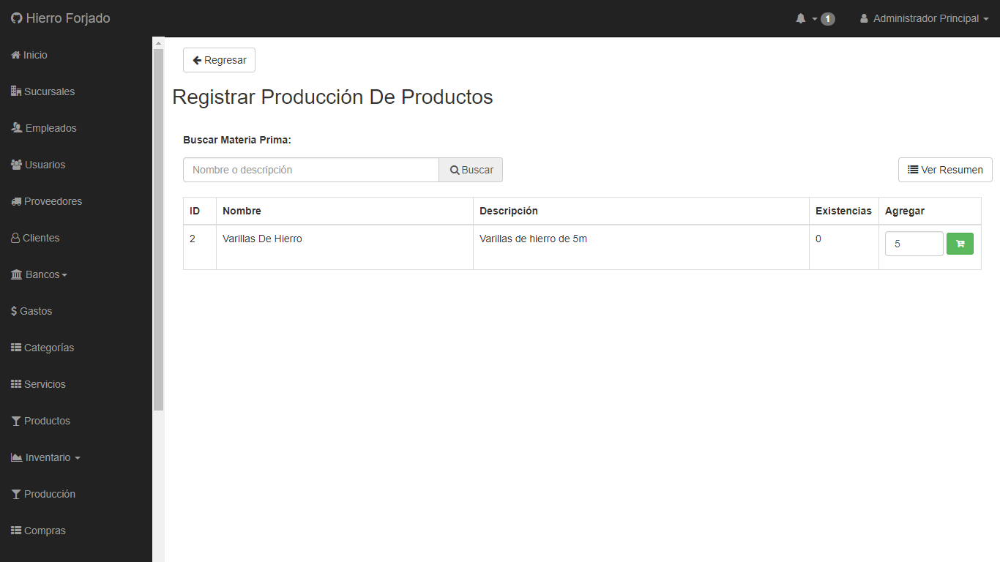 Hierro Forjado
1
Administrador Principal
Inicio
Sucursales
Empleados
Usuarios
Proveedores
Clientes
Bancos
Gastos
Categorías
Servicios
Productos
Inventario
Producción
Compras
Regresar
Registrar Producción De Productos
Buscar Materia Prima:
Nombre o descripción Buscar Ver Resumen
ID Nombre Descripción Existencias Agregar
2 Varillas De Hierro Varillas de hierro de 5m 0 5